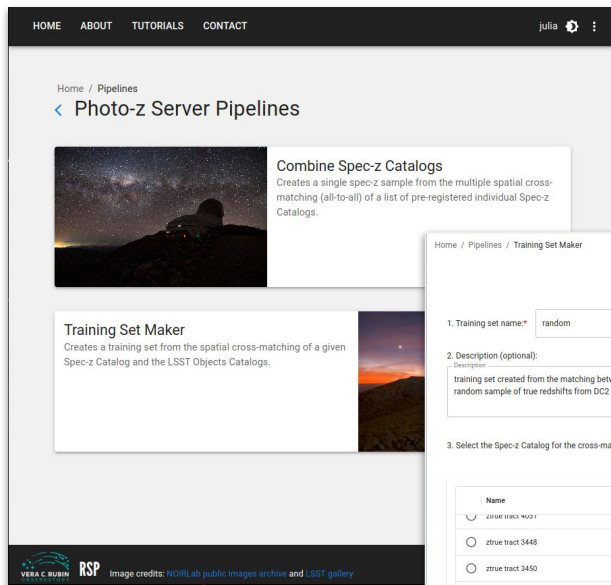 HOME ABOUT TUTORIALS CONTACT julia
Home / Pipelines
Photo-z Server Pipelines
Combine Spec-z Catalogs
Creates a single spec-z sample from the multiple spatial cross-
matching (all-to-all) of a list of pre-registered individual Spec-z
Catalogs.
Training Set Maker
Creates a training set from the spatial cross-matching of a given
Spec-z Catalog and the LSST Objects Catalogs.
Home / Pipelines / Training Set Maker
1. Training set name:* random
2. Description (optional):
Description
training set created from the matching
random sample of true redshifts from DC2
3. Select the Spec-Z Catalog for the
Name
ztrue tract 4031
ztrue tract 3448
ztrue tract 3450
VERA C. RUBIN
OBSERVATORY
RSP
Image credits: NOIRLab public images archive and LSST gallery.